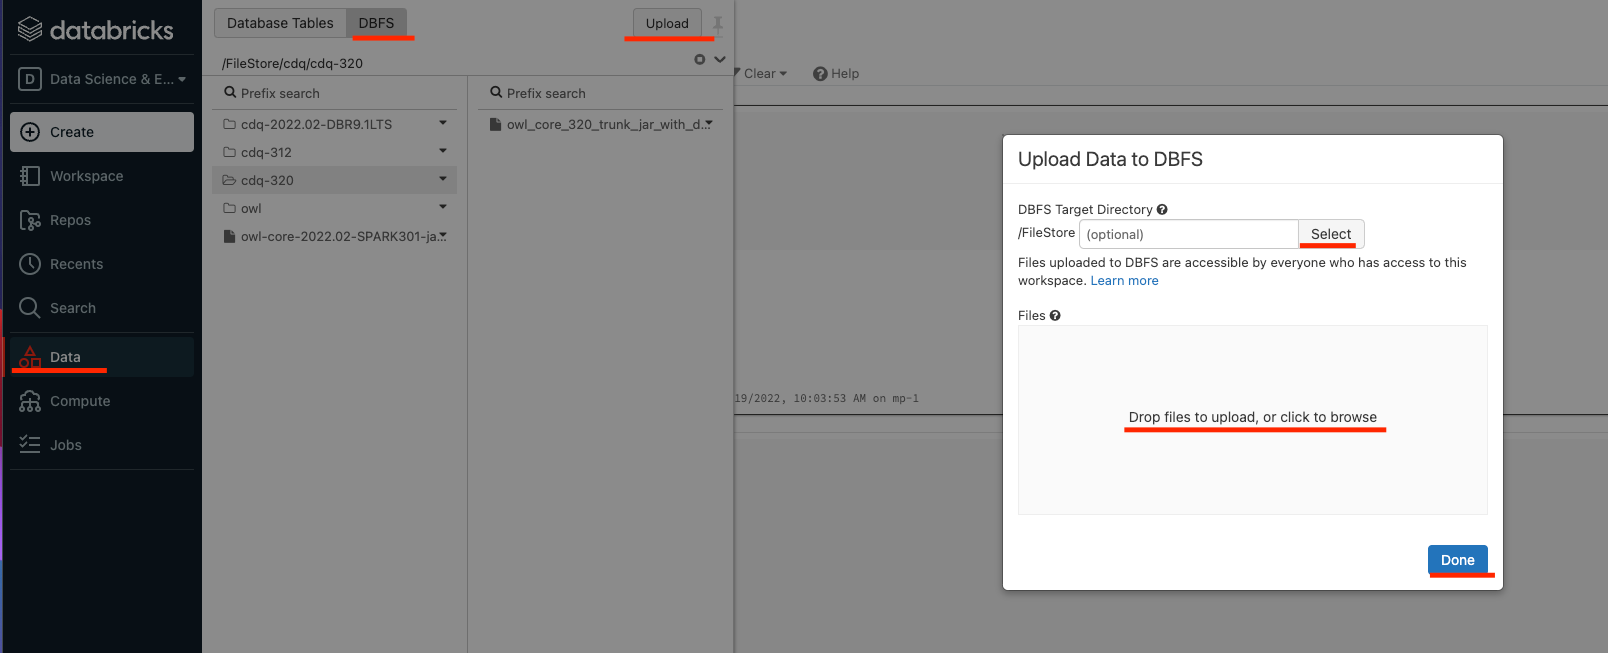 databricks
D Data Science & E...
Create
Workspace
Repos
Recents
Search
Data
Compute
Jobs
Database Tables DBFS Upload
/FileStore/cdq/cdq-320
Prefix search
cdq-2022.02-DBR9.1LTS
cdq-312
cdq-320
owl
owl-core-2022.02-SPARK301-ja...
Prefix search
owl_core_320_trunk_jar_with_d...
Clear ? Help
19/2022, 10:03:53 AM on mp-1
Upload Data to DBFS
DBFS Target Directory ?
/FileStore (optional) Select
Files uploaded to DBFS are accessible by everyone who has access to this
workspace. Learn more
Files ?
Drop files to upload, or click to browse
Done